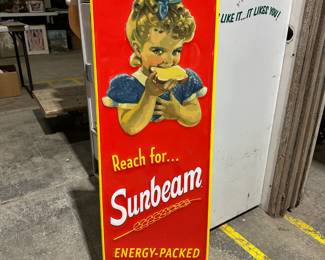 LIKE IT...IT LIKES YOU!
Reach for...
Sunbeam
ENERGY-PACKED